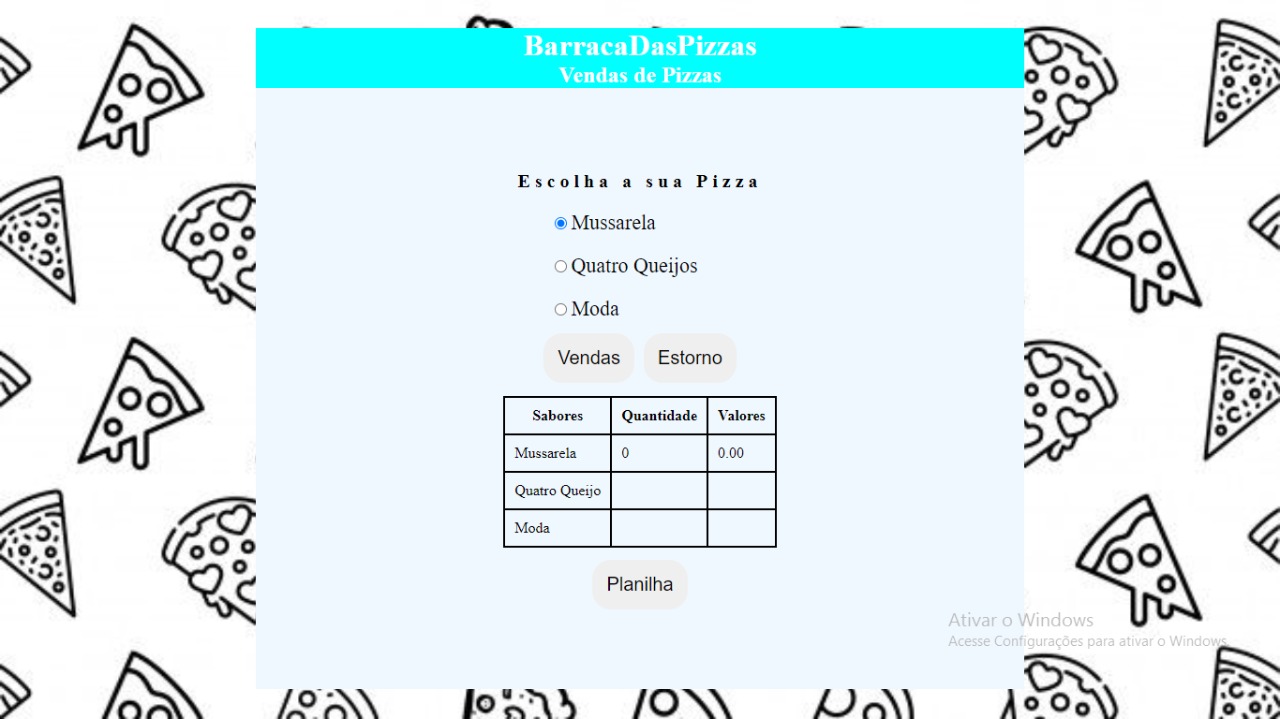 BarracaDasPizzas
Vendas de Pizzas
Escolha a sua Pizza
Mussarela
Quatro Queijos
Moda
Vendas Estorno
Sabores Quantidade Valores
Mussarela 0 0.00
Quatro Queijo
Moda
Planilha
Ativar o Windows
Acesse Configurações para ativar o Windows.